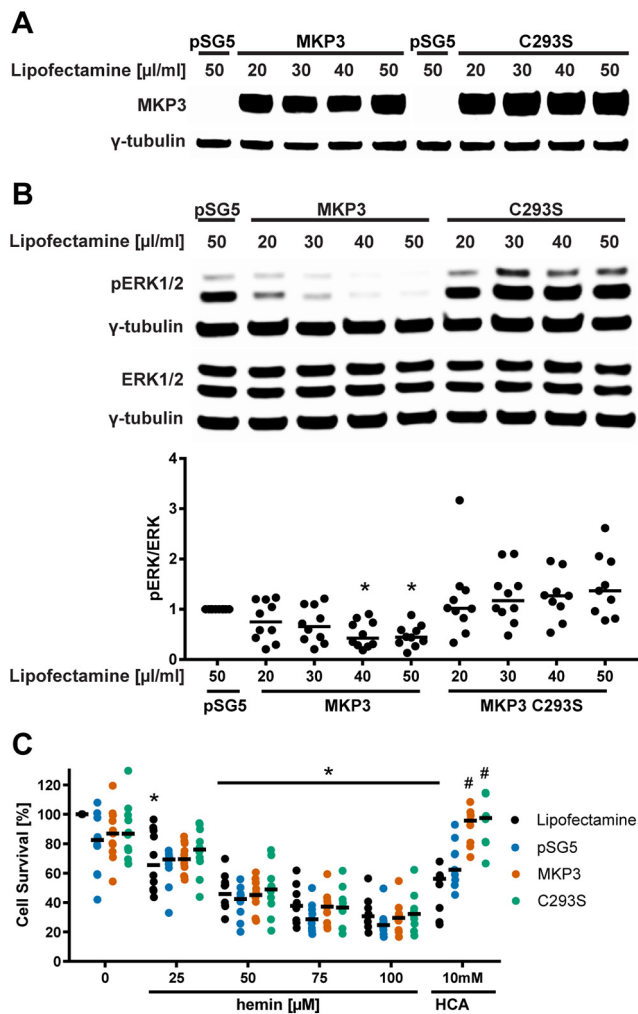 A
pSG5 MKP3 pSG5 C293S
Lipofectamine [µl/ml] 50 20 30 40 50 50 20 30 40 50
MKP3
γ-tubulin
B
pSG5 MKP3 C293S
Lipofectamine [µl/ml] 50 20 30 40 50 20 30 40 50
pERK1/2
γ-tubulin
ERK1/2
γ-tubulin
4
3
2
1
0
pERK/ERK
* *
Lipofectamine [µl/ml] 50 20 30 40 50 20 30 40 50
pSG5 MKP3 MKP3 C293S
C
Cell Survival [%]
120
100
80
60
40
20
0
* * # #
Lipofectamine
pSG5
MKP3
C293S
0 25 50 75 100 10mM
hemin [µM] HCA